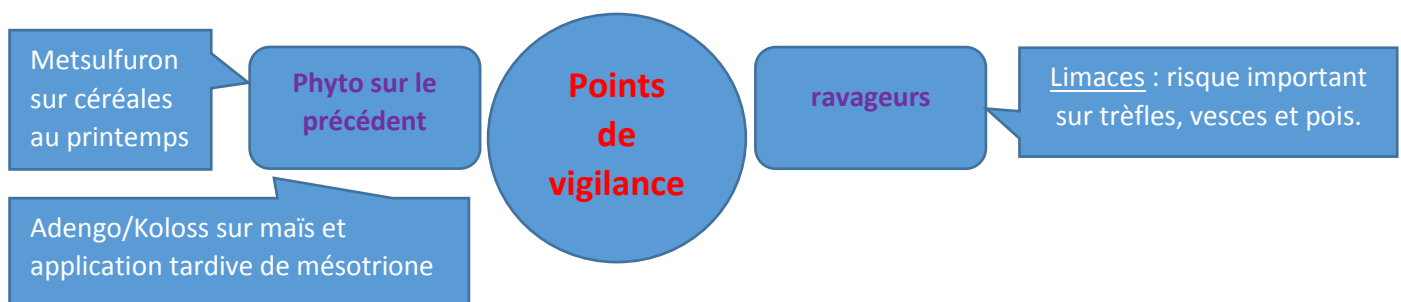 Metsulfuron
sur céréales
au printemps
Phyto sur le
précédent
Points
de
vigilance
ravageurs
Limaces : risque important
sur trèfles, vesces et pois.
Adengo/Koloss sur maïs et
application tardive de mésotrione